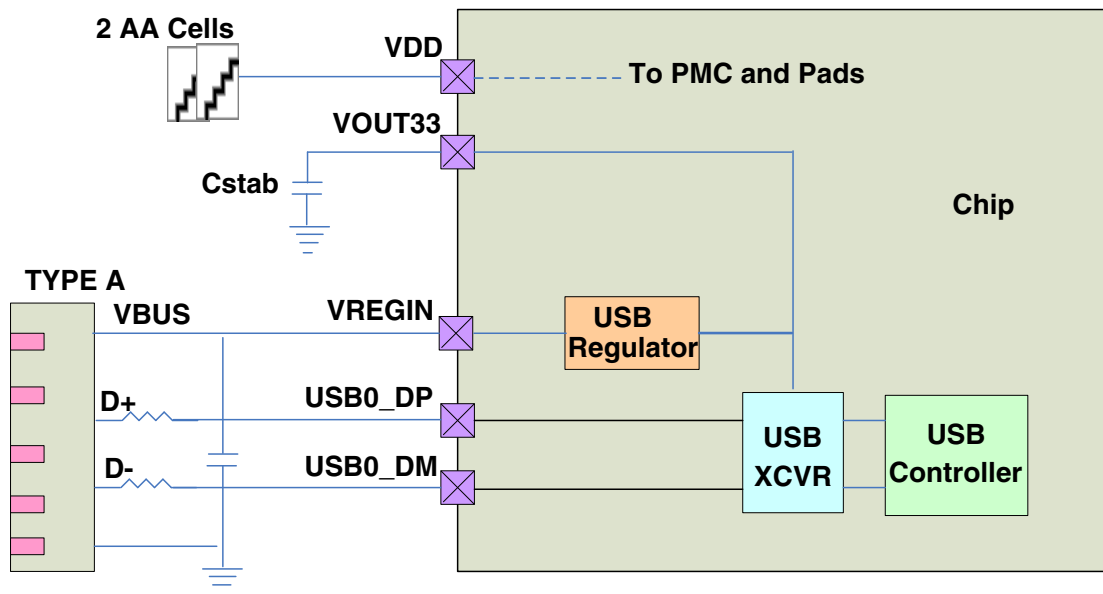 2 AA Cells
VDD
To PMC and Pads
VOUT33
Cstab
Chip
TYPE A
VBUS
VREGIN
USB
Regulator
D+
USB0_DP
D-
USB0_DM
USB
XCVR
USB
Controller